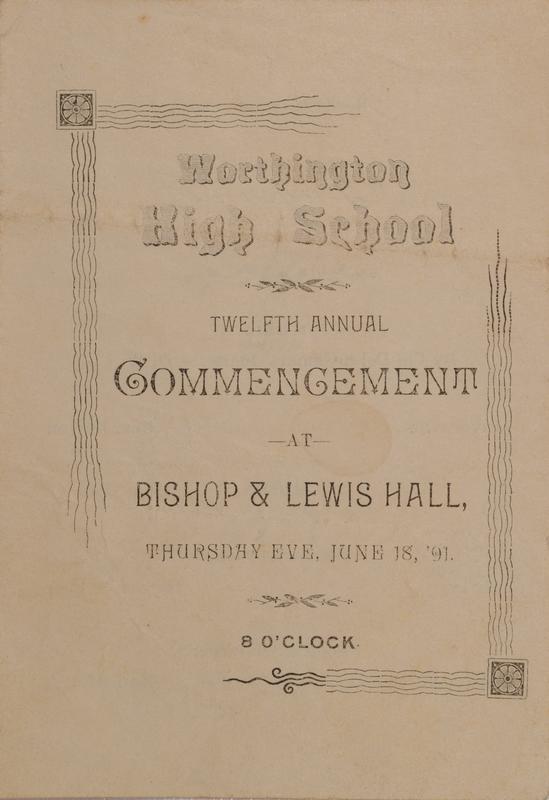 Worthington
High School
TWELFTH ANNUAL
COMMENCEMENT
—AT—
BISHOP & LEWIS HALL,
THURSDAY EVE, JUNE 18, '91.
8 O'CLOCK.